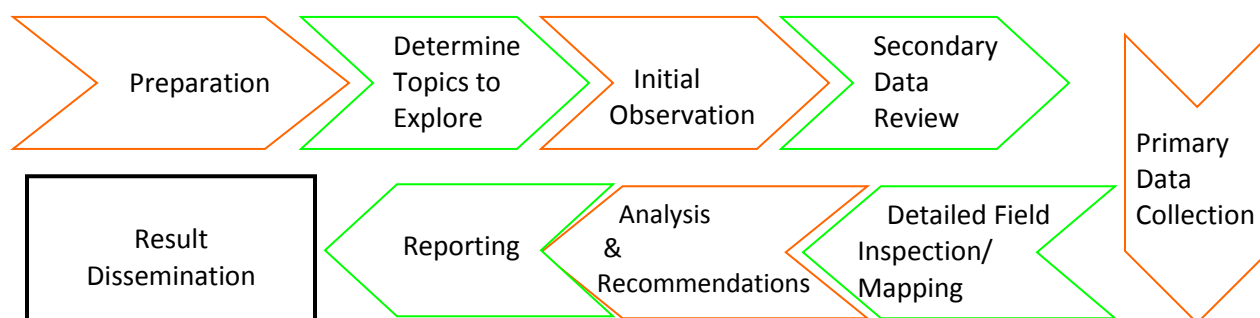 Preparation
Determine
Topics to
Explore
Initial
Observation
Secondary
Data
Review
Primary
Data
Collection
Detailed Field
Inspection/
Mapping
Analysis
&
Recommendations
Reporting
Result
Dissemination